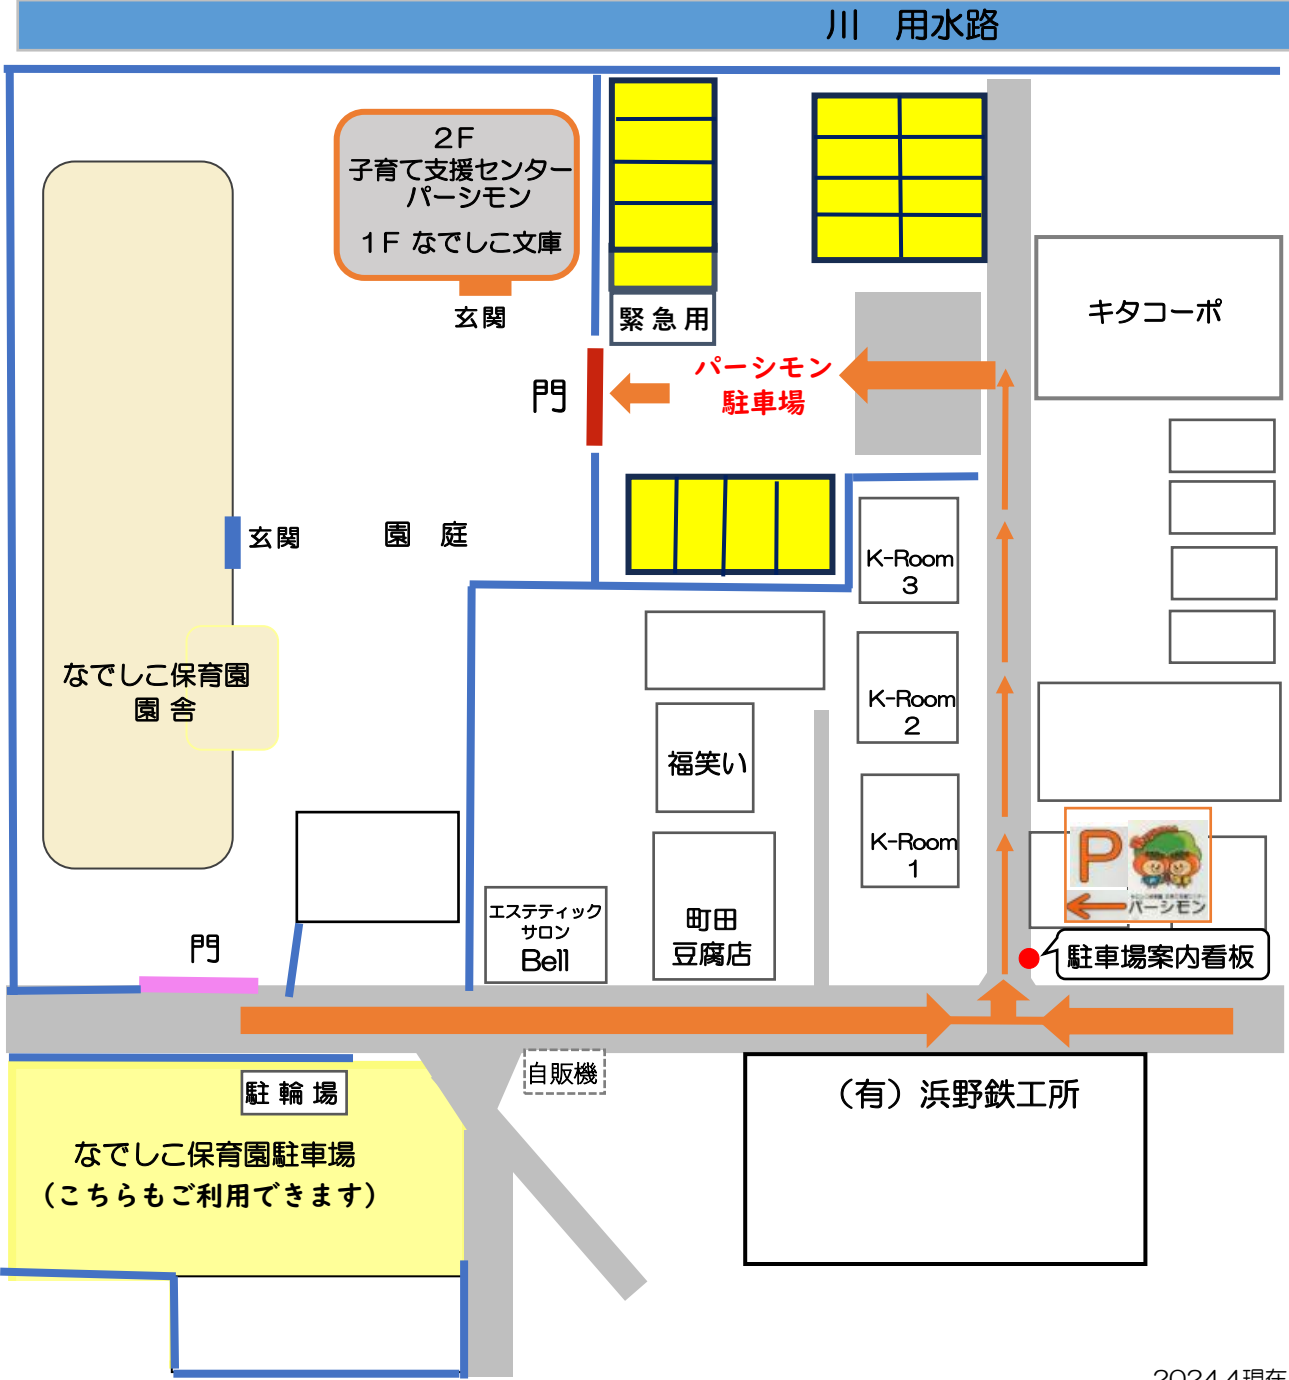 川　用水路
２Ｆ
子育て支援センター
パーシモン
１Ｆ なでしこ文庫
玄関
緊急用
キタコーポ
パーシモン
駐車場
門
玄関
園　庭
K-Room
3
なでしこ保育園
園 舎
K-Room
2
福笑い
K-Room
1
P
パーシモン
エステティック
サロン
Bell
町田
豆腐店
門
駐車場案内看板
自販機
駐 輪 場
（有）浜野鉄工所
なでしこ保育園駐車場
（こちらもご利用できます）
2024.4現在